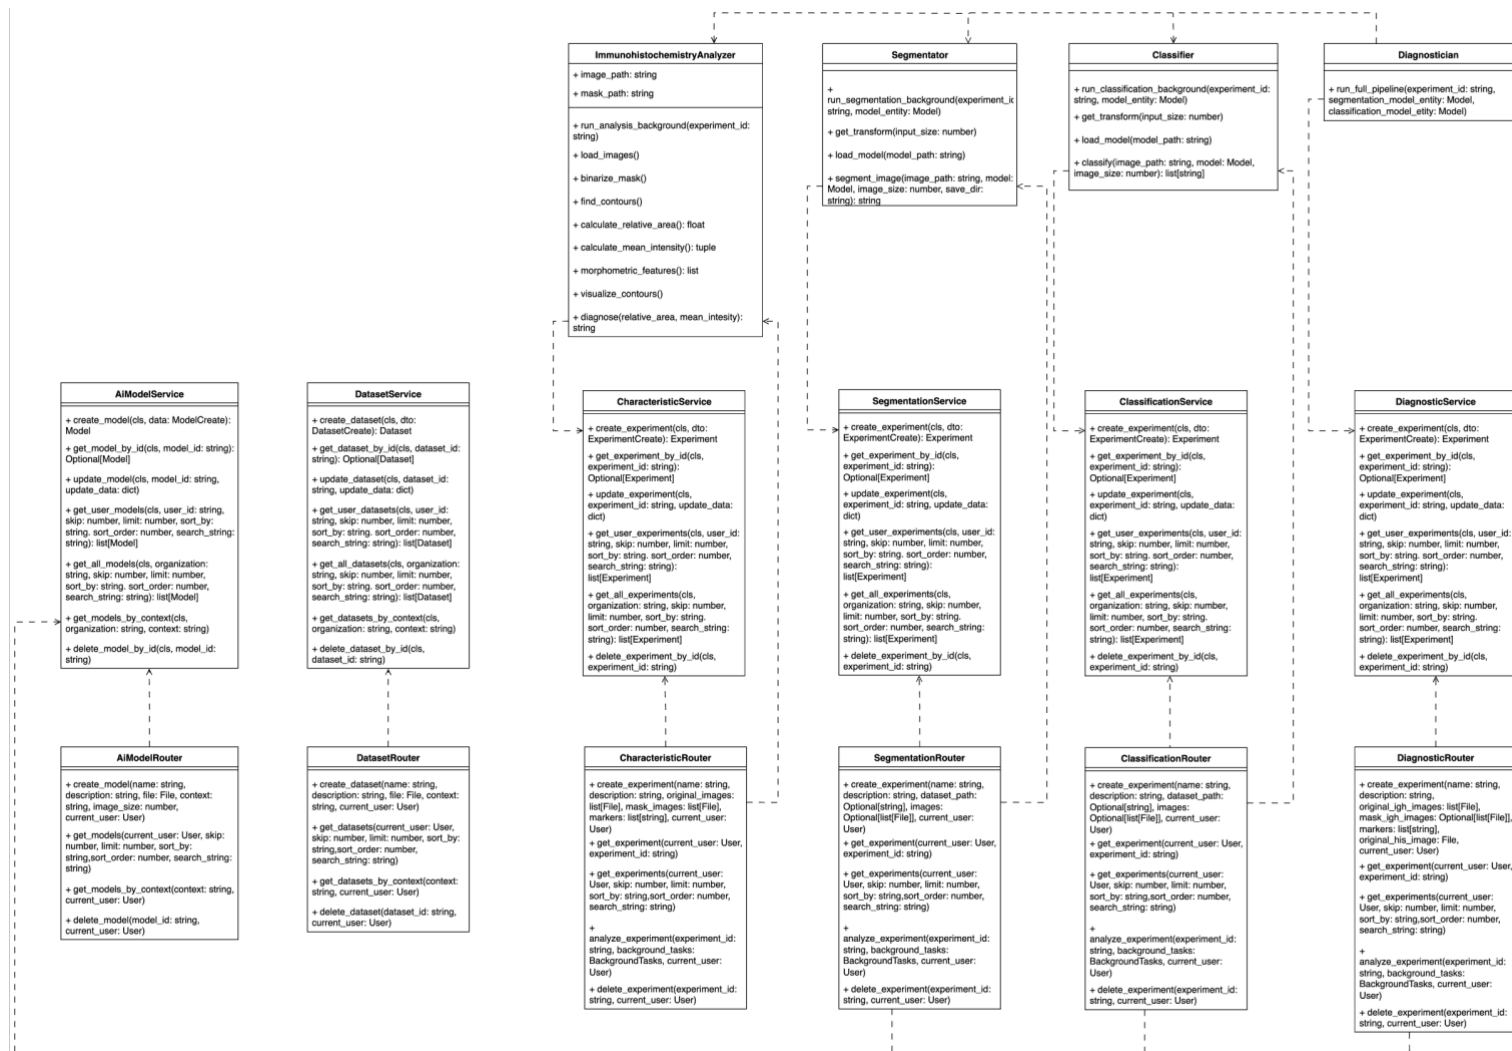 ImmunohistochemistryAnalyzer
+ image_path: string
+ mask_path: string
+ run_analysis_background(experiment_id:
string)
+ load_images()
+ binarize_mask()
+ find_contours()
+ calculate_relative_area(): float
+ calculate_mean_intensity(): tuple
+ morphometric_features(): list
+ visualize_contours()
+ diagnose(relative_area, mean_intesity):
string
Segmentator
+
run_segmentation_background(experiment_id
string, model_entity: Model)
+ get_transform(input_size: number)
+ load_model(model_path: string)
+ segment_image(image_path: string, model:
Model, image_size: number, save_dir:
string): string
Classifier
+ run_classification_background(experiment_id:
string, model_entity: Model)
+ get_transform(input_size: number)
+ load_model(model_path: string)
+ classify(image_path: string, model: Model,
image_size: number): list[string]
Diagnostician
+ run_full_pipeline(experiment_id: string,
segmentation_model_entity: Model,
classification_model_etity: Model)
AiModelService
+ create_model(cls, data: ModelCreate):
Model
+ get_model_by_id(cls, model_id: string):
Optional[Model]
+ update_model(cls, model_id: string,
update_data: dict)
+ get_user_models(cls, user_id: string,
skip: number, limit: number, sort_by:
string. sort_order: number, search_string:
string): list[Model]
+ get_all_models(cls, organization:
string, skip: number, limit: number,
sort_by: string. sort_order: number,
search_string: string): list[Model]
+ get_models_by_context(cls,
organization: string, context: string)
+ delete_model_by_id(cls, model_id:
string)
DatasetService
+ create_dataset(cls, dto:
DatasetCreate): Dataset
+ get_dataset_by_id(cls, dataset_id:
string): Optional[Dataset]
+ update_dataset(cls, dataset_id:
string, update_data: dict)
+ get_user_datasets(cls, user_id:
string, skip: number, limit: number,
sort_by: string. sort_order: number,
search_string: string): list[Dataset]
+ get_all_datasets(cls, organization:
string, skip: number, limit: number,
sort_by: string. sort_order: number,
search_string: string): list[Dataset]
+ get_datasets_by_context(cls,
organization: string, context: string)
+ delete_dataset_by_id(cls,
dataset_id: string)
CharacteristicService
+ create_experiment(cls, dto:
ExperimentCreate): Experiment
+ get_experiment_by_id(cls,
experiment_id: string):
Optional[Experiment]
+ update_experiment(cls,
experiment_id: string, update_data:
dict)
+ get_user_experiments(cls, user_id:
string, skip: number, limit: number,
sort_by: string. sort_order: number,
search_string: string):
list[Experiment]
+ get_all_experiments(cls,
organization: string, skip: number,
limit: number, sort_by: string.
sort_order: number, search_string:
string): list[Experiment]
+ delete_experiment_by_id(cls,
experiment_id: string)
SegmentationService
+ create_experiment(cls, dto:
ExperimentCreate): Experiment
+ get_experiment_by_id(cls,
experiment_id: string):
Optional[Experiment]
+ update_experiment(cls,
experiment_id: string, update_data:
dict)
+ get_user_experiments(cls, user_id:
string, skip: number, limit: number,
sort_by: string. sort_order: number,
search_string: string):
list[Experiment]
+ get_all_experiments(cls,
organization: string, skip: number,
limit: number, sort_by: string.
sort_order: number, search_string:
string): list[Experiment]
+ delete_experiment_by_id(cls,
experiment_id: string)
ClassificationService
+ create_experiment(cls, dto:
ExperimentCreate): Experiment
+ get_experiment_by_id(cls,
experiment_id: string):
Optional[Experiment]
+ update_experiment(cls,
experiment_id: string, update_data:
dict)
+ get_user_experiments(cls, user_id:
string, skip: number, limit: number,
sort_by: string. sort_order: number,
search_string: string):
list[Experiment]
+ get_all_experiments(cls,
organization: string, skip: number,
limit: number, sort_by: string.
sort_order: number, search_string:
string): list[Experiment]
+ delete_experiment_by_id(cls,
experiment_id: string)
DiagnosticService
+ create_experiment(cls, dto:
ExperimentCreate): Experiment
+ get_experiment_by_id(cls,
experiment_id: string):
Optional[Experiment]
+ update_experiment(cls,
experiment_id: string, update_data:
dict)
+ get_user_experiments(cls, user_id:
string, skip: number, limit: number,
sort_by: string. sort_order: number,
search_string: string):
list[Experiment]
+ get_all_experiments(cls,
organization: string, skip: number,
limit: number, sort_by: string.
sort_order: number, search_string:
string): list[Experiment]
+ delete_experiment_by_id(cls,
experiment_id: string)
AiModelRouter
+ create_model(name: string,
description: string, file: File, context:
string, image_size: number,
current_user: User)
+ get_models(current_user: User, skip:
number, limit: number, sort_by:
string,sort_order: number, search_string:
string)
+ get_models_by_context(context: string,
current_user: User)
+ delete_model(model_id: string,
current_user: User)
DatasetRouter
+ create_dataset(name: string,
description: string, file: File, context:
string, current_user: User)
+ get_datasets(current_user: User,
skip: number, limit: number, sort_by:
string,sort_order: number,
search_string: string)
+ get_datasets_by_context(context:
string, current_user: User)
+ delete_dataset(dataset_id: string,
current_user: User)
CharacteristicRouter
+ create_experiment(name: string,
description: string, original_images:
list[File], mask_images: list[File],
markers: list[string], current_user:
User)
+ get_experiment(current_user: User,
experiment_id: string)
+ get_experiments(current_user:
User, skip: number, limit: number,
sort_by: string,sort_order: number,
search_string: string)
+
analyze_experiment(experiment_id:
string, background_tasks:
BackgroundTasks, current_user:
User)
+ delete_experiment(experiment_id:
string, current_user: User)
SegmentationRouter
+ create_experiment(name: string,
description: string, dataset_path:
Optional[string], images:
Optional[list[File]], current_user:
User)
+ get_experiment(current_user: User,
experiment_id: string)
+ get_experiments(current_user:
User, skip: number, limit: number,
sort_by: string,sort_order: number,
search_string: string)
+
analyze_experiment(experiment_id:
string, background_tasks:
BackgroundTasks, current_user:
User)
+ delete_experiment(experiment_id:
string, current_user: User)
ClassificationRouter
+ create_experiment(name: string,
description: string, dataset_path:
Optional[string], images:
Optional[list[File]], current_user:
User)
+ get_experiment(current_user: User,
experiment_id: string)
+ get_experiments(current_user:
User, skip: number, limit: number,
sort_by: string,sort_order: number,
search_string: string)
+
analyze_experiment(experiment_id:
string, background_tasks:
BackgroundTasks, current_user:
User)
+ delete_experiment(experiment_id:
string, current_user: User)
DiagnosticRouter
+ create_experiment(name: string,
description: string,
original_igh_images: list[File],
mask_igh_images: Optional[list[File]],
markers: list[string],
original_his_image: File,
current_user: User)
+ get_experiment(current_user: User,
experiment_id: string)
+ get_experiments(current_user:
User, skip: number, limit: number,
sort_by: string,sort_order: number,
search_string: string)
+
analyze_experiment(experiment_id:
string, background_tasks:
BackgroundTasks, current_user:
User)
+ delete_experiment(experiment_id:
string, current_user: User)